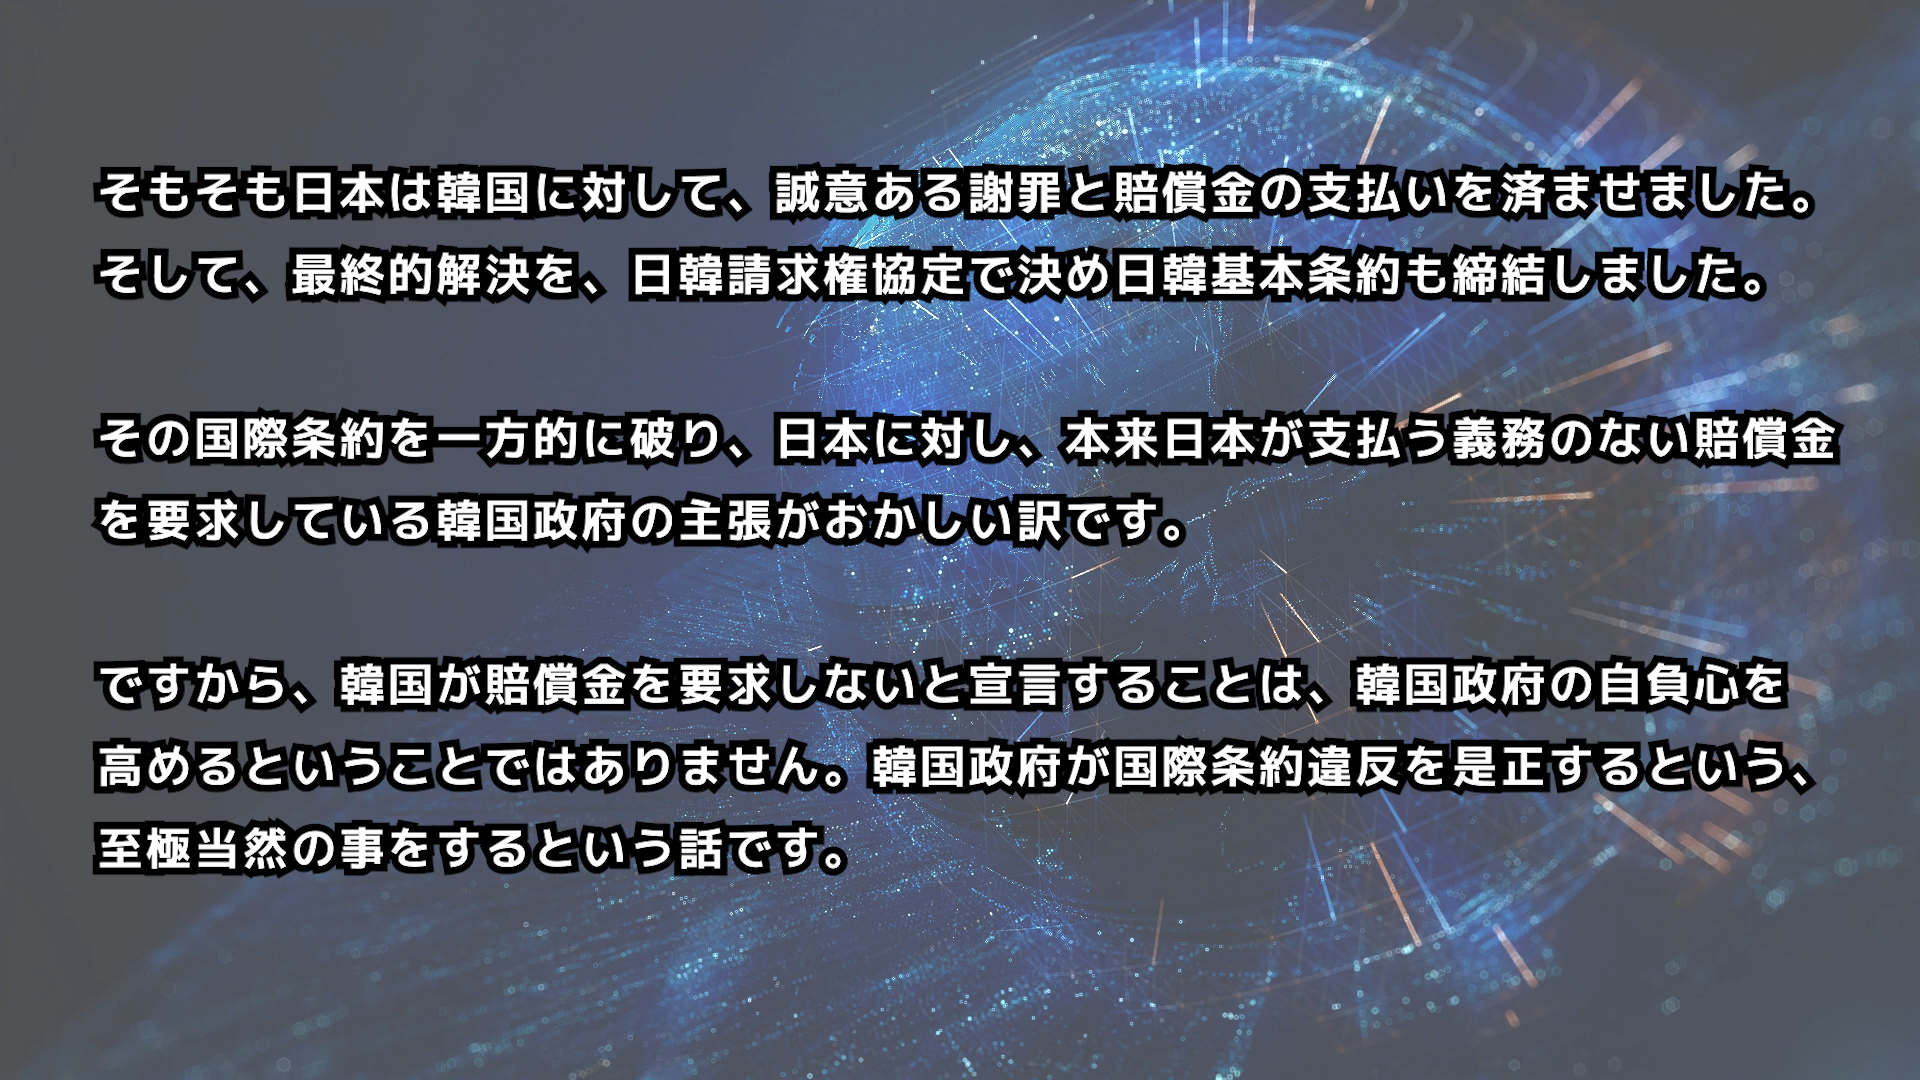 そもそも日本は韓国に対して、誠意ある謝罪と賠償金の支払いを済ませました。
そして、最終的解決を、日韓請求権協定で決め日韓基本条約も締結しました。
その国際条約を一方的に破り、日本に対し、本来日本が支払う義務のない賠償金
を要求している韓国政府の主張がおかしい訳です。
ですから、韓国が賠償金を要求しないと宣言することは、韓国政府の自負心を
高めるということではありません。韓国政府が国際条約違反を是正するという、
至極当然の事をするという話です。